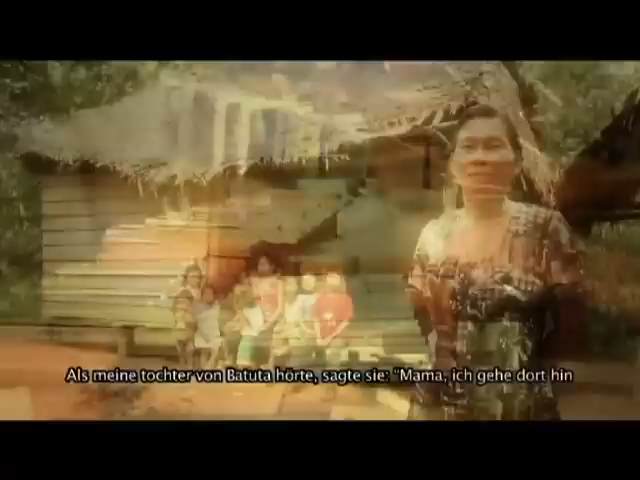 Als meine tochter von Batuta hörte, sagte sie: "Mama, ich gehe dort hin